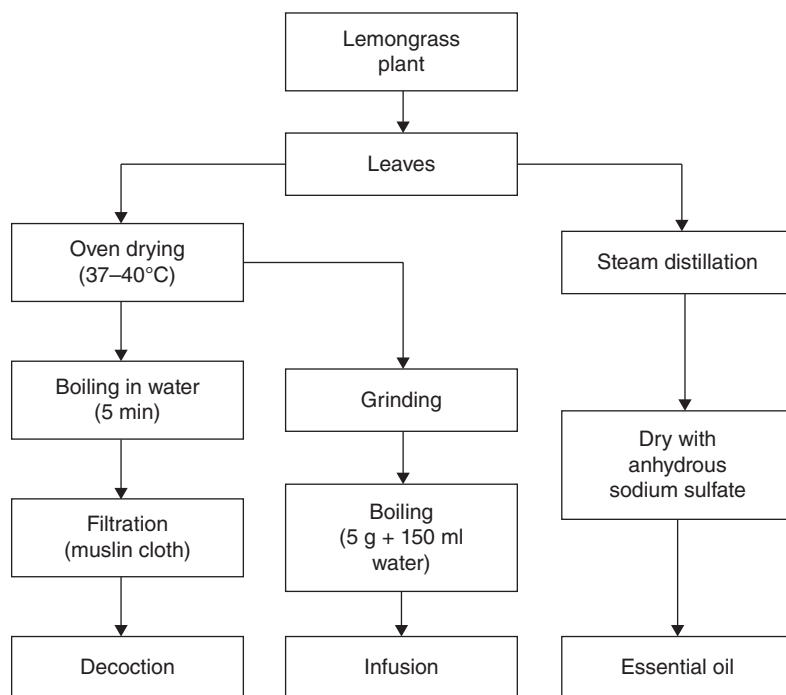 Lemongrass
plant
Leaves
Oven drying
(37–40°C)
Steam distillation
Boiling in water
(5 min)
Grinding
Dry with
anhydrous
sodium sulfate
Filtration
(muslin cloth)
Boiling
(5 g + 150 ml
water)
Decoction
Infusion
Essential oil